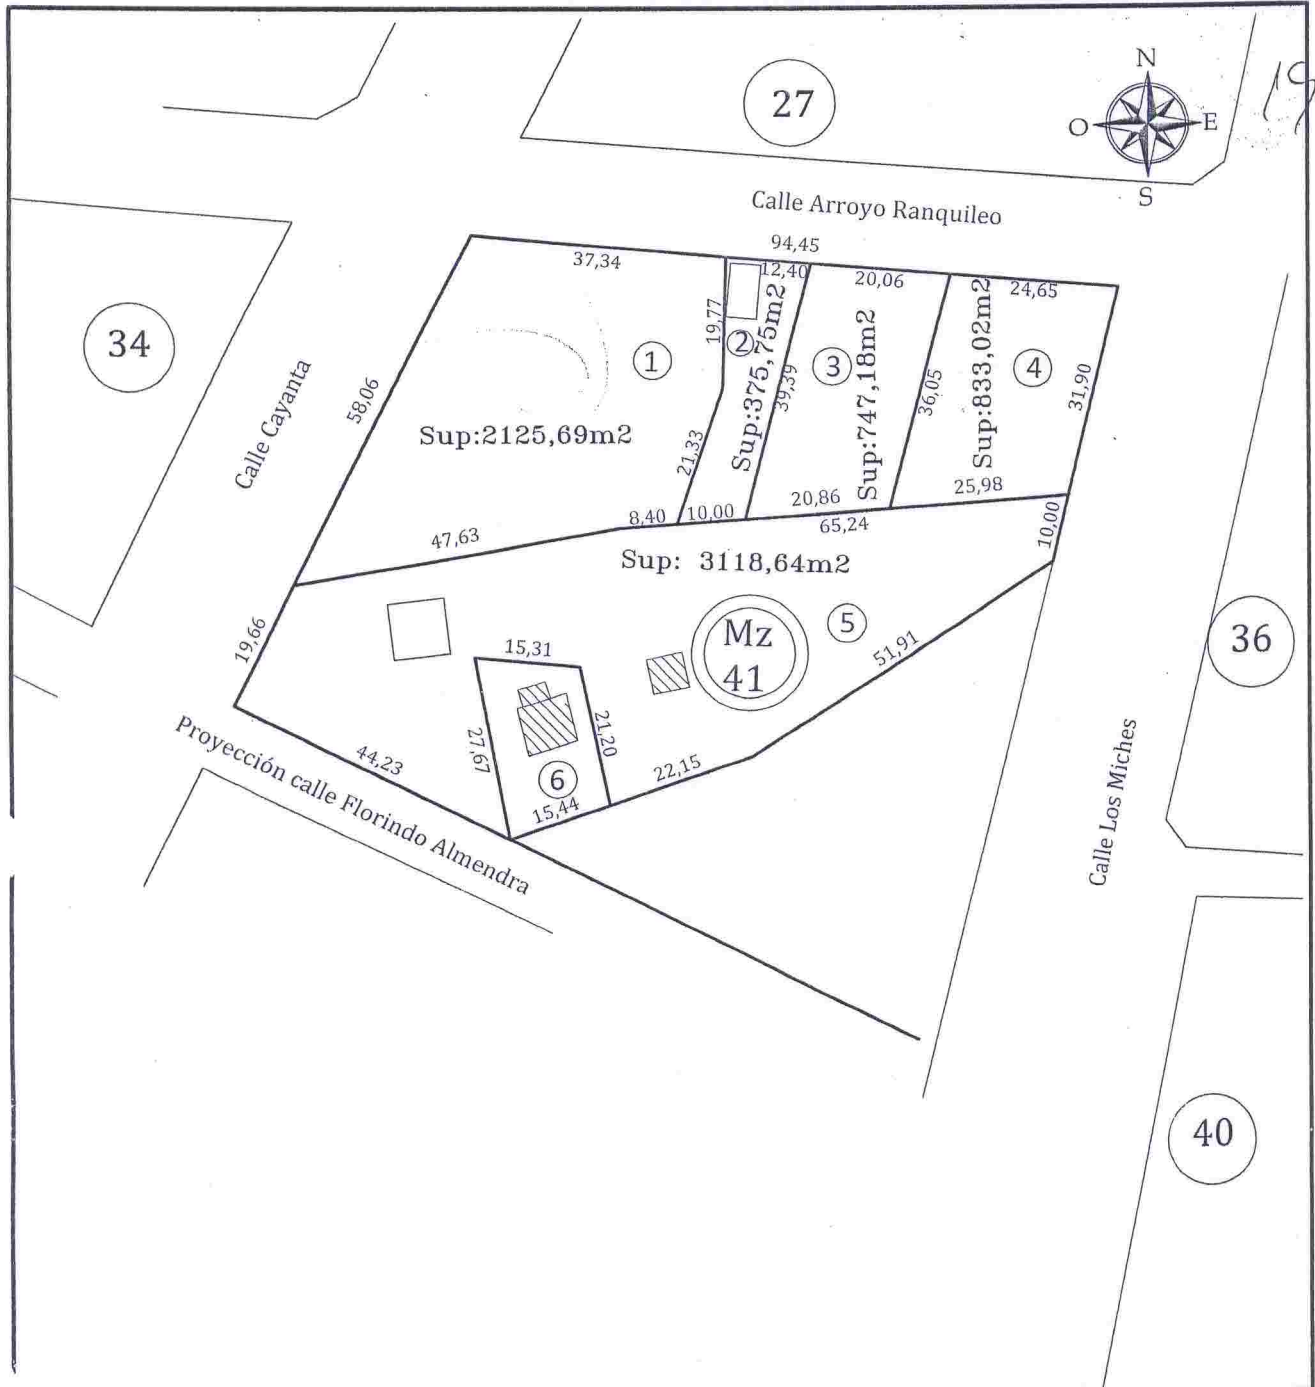 27
N
O
E
S
19
Calle Arroyo Ranquileo
94,45
37,34
12,40
20,06
24,65
34
58,06
Calle Cayanta
19,77
1
2
3
4
Sup:2125,69m2
Sup:375,75m2
39,39
Sup:747,18m2
36,05
Sup:833,02m2
31,90
21,33
47,63
8,40
10,00
20,86
25,98
65,24
10,00
Sup: 3118,64m2
19,66
15,31
Mz
41
5
51,91
36
Proyección calle Florindo Almendra
44,23
27,67
21,20
6
15,44
22,15
Calle Los Miches
40